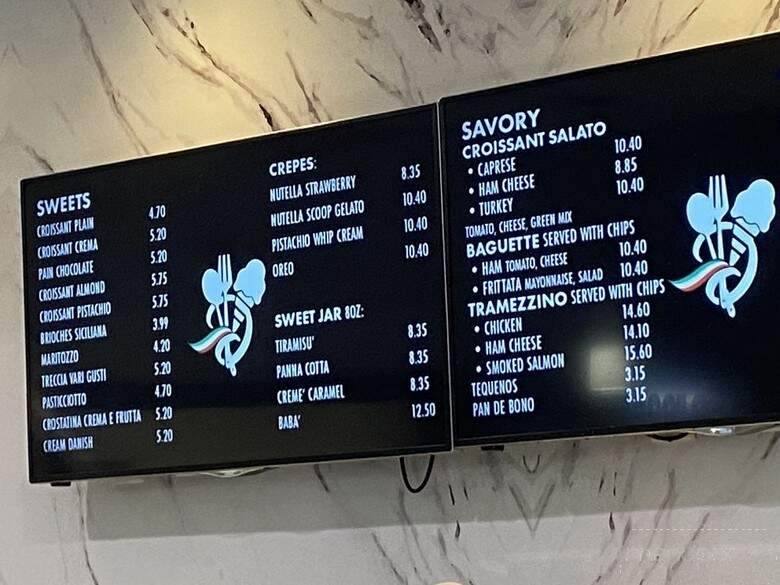 SWEETS
CROISSANT PLAIN 4.70
CROISSANT CREMA 5.20
PAIN CHOCOLATE 5.20
CROISSANT ALMOND 5.75
CROISSANT PISTACHIO 5.75
BRIOCHES SICILIANA 3.99
MARITOZZO 4.20
TRECCIA VARI GUSTI 5.20
PASTICCIOTTO 4.70
CROSTATINA CREMA E FRUTTA 5.20
CREAM DANISH 5.20
CREPES:
NUTELLA STRAWBERRY 8.35
NUTELLA SCOOP GELATO 10.40
PISTACHIO WHIP CREAM 10.40
OREO 10.40
SWEET JAR 8OZ:
TIRAMISU' 8.35
PANNA COTTA 8.35
CREME' CARAMEL 8.35
BABA' 12.50
SAVORY
CROISSANT SALATO
• CAPRESE 10.40
• HAM CHEESE 8.85
• TURKEY 10.40
TOMATO, CHEESE, GREEN MIX
BAGUETTE SERVED WITH CHIPS
• HAM TOMATO, CHEESE 10.40
• FRITTATA MAYONNAISE, SALAD 10.40
TRAMEZZINO SERVED WITH CHIPS
• CHICKEN 14.60
• HAM CHEESE 14.10
• SMOKED SALMON 15.60
TEQUENOS 3.15
PAN DE BONO 3.15